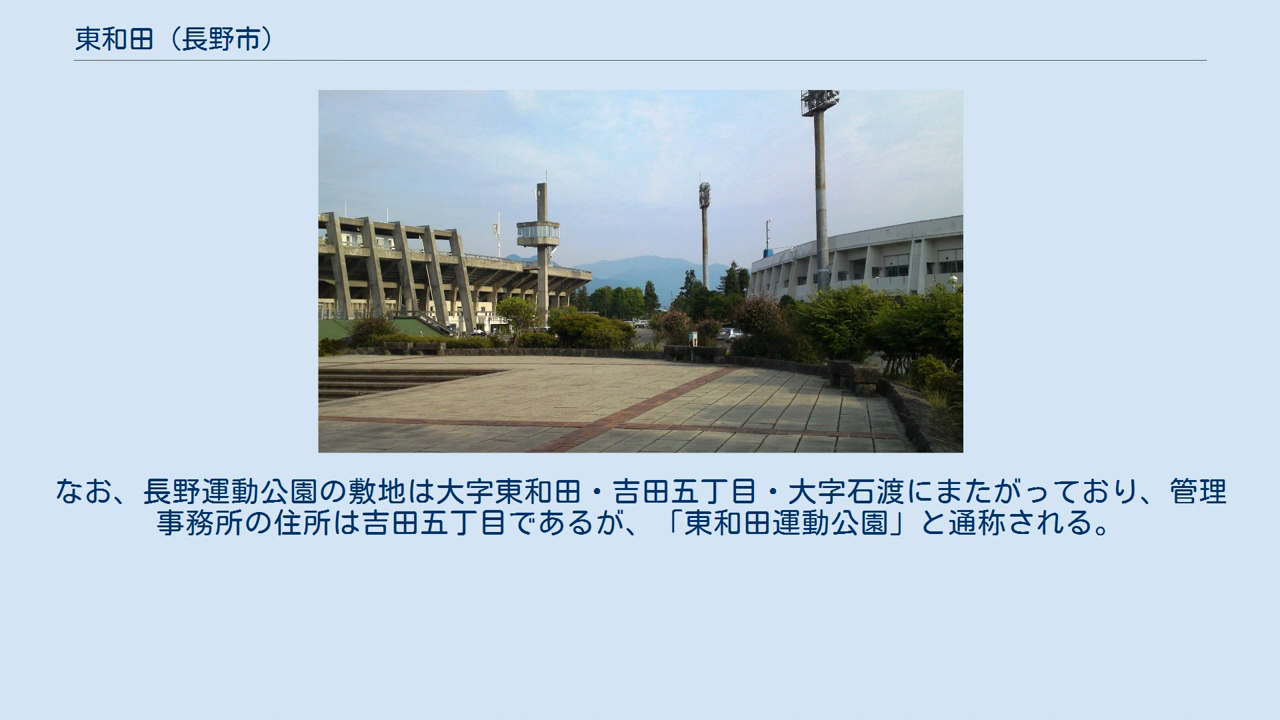 東和田（長野市）
なお、長野運動公園の敷地は大字東和田・吉田五丁目・大字石渡にまたがっており、管理
事務所の住所は吉田五丁目であるが、「東和田運動公園」と通称される。